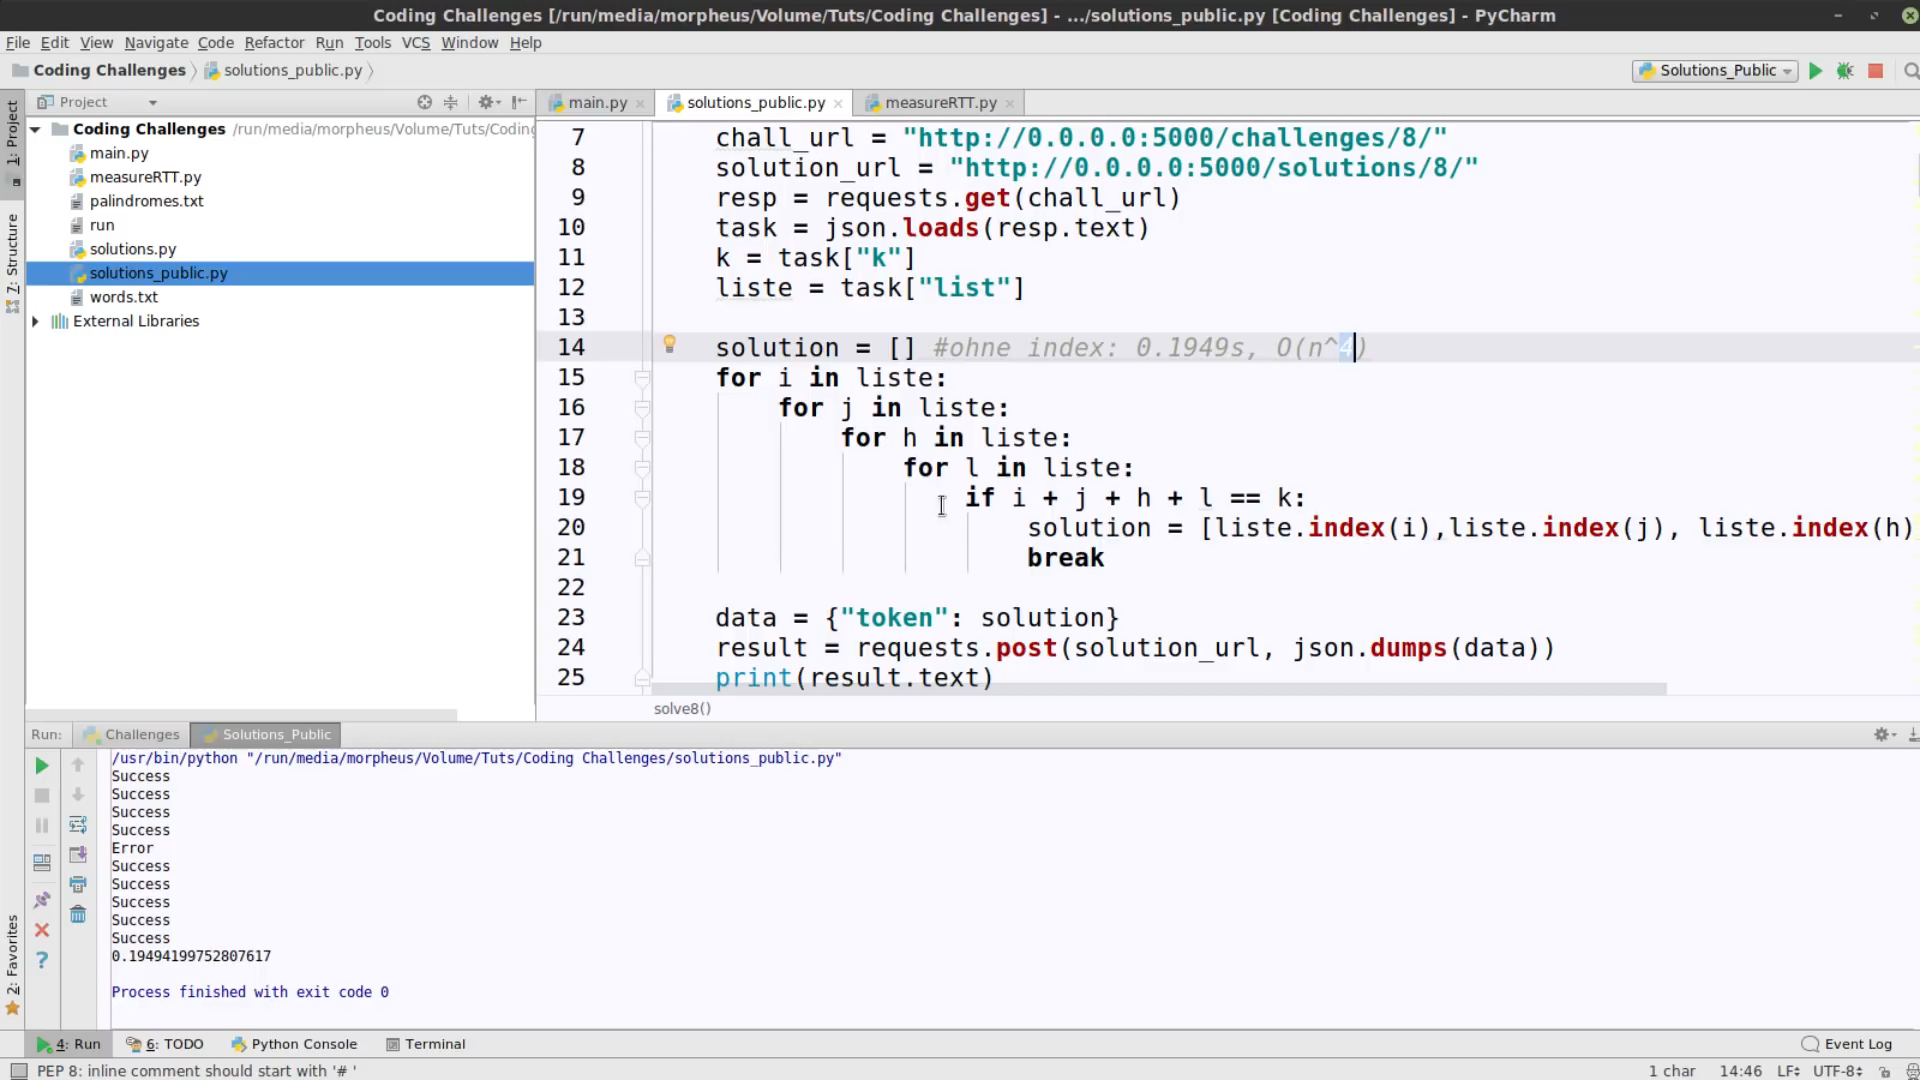 Coding Challenges [/run/media/morpheus/Volume/Tuts/Coding Challenges] - .../solutions_public.py [Coding Challenges] - PyCharm
File Edit View Navigate Code Refactor Run Tools VCS Window Help
Coding Challenges solutions_public.py Solutions_Public
Project main.py solutions_public.py measureRTT.py
1: Project
7: Structure
2: Favorites
Coding Challenges /run/media/morpheus/Volume/Tuts/Coding
main.py
measureRTT.py
palindromes.txt
run
solutions.py
solutions_public.py
words.txt
External Libraries
7 chall_url = "http://0.0.0.0:5000/challenges/8/"
8 solution_url = "http://0.0.0.0:5000/solutions/8/"
9 resp = requests.get(chall_url)
10 task = json.loads(resp.text)
11 k = task["k"]
12 liste = task["list"]
13
14 solution = [] #ohne index: 0.1949s, O(n^4)
15 for i in liste:
16 for j in liste:
17 for h in liste:
18 for l in liste:
19 if i + j + h + l == k:
20 solution = [liste.index(i),liste.index(j), liste.index(h)
21 break
22
23 data = {"token": solution}
24 result = requests.post(solution_url, json.dumps(data))
25 print(result.text)
solve8()
Run: Challenges Solutions_Public
/usr/bin/python "/run/media/morpheus/Volume/Tuts/Coding Challenges/solutions_public.py"
Success
Success
Success
Success
Error
Success
Success
Success
Success
Success
0.19494199752807617
Process finished with exit code 0
4: Run 6: TODO Python Console Terminal Event Log
PEP 8: inline comment should start with '# ' 1 char 14:46 LF UTF-8